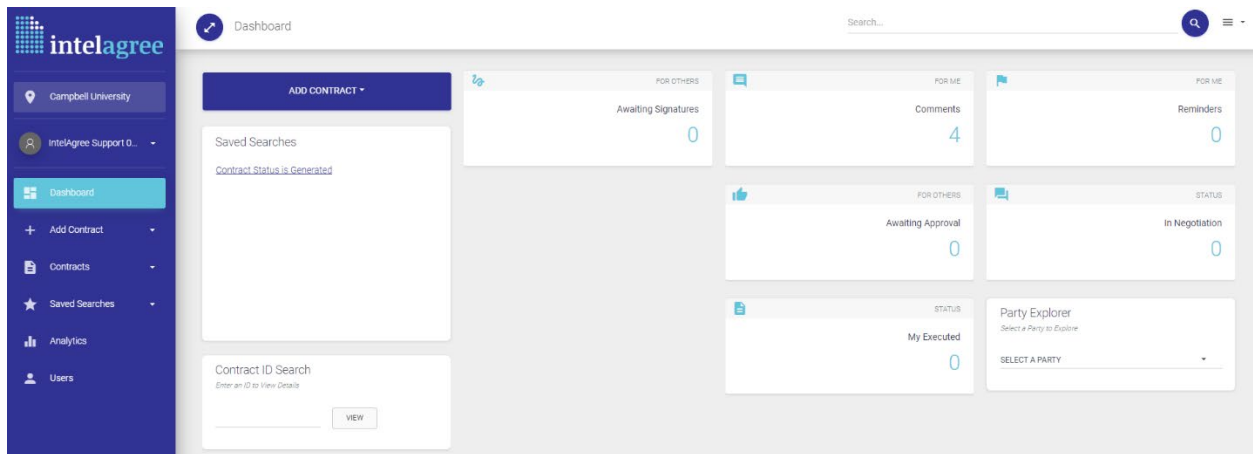 intelagree
Campbell University
IntelAgree Support 0...
Dashboard
Add Contract
Contracts
Saved Searches
Analytics
Users
Dashboard
Search...
ADD CONTRACT
Saved Searches
Contract Status is Generated
Contract ID Search
Enter an ID to View Details
VIEW
FOR OTHERS
Awaiting Signatures
0
FOR ME
Comments
4
FOR ME
Reminders
0
FOR OTHERS
Awaiting Approval
0
STATUS
In Negotiation
0
STATUS
My Executed
0
Party Explorer
Select a Party to Explore
SELECT A PARTY